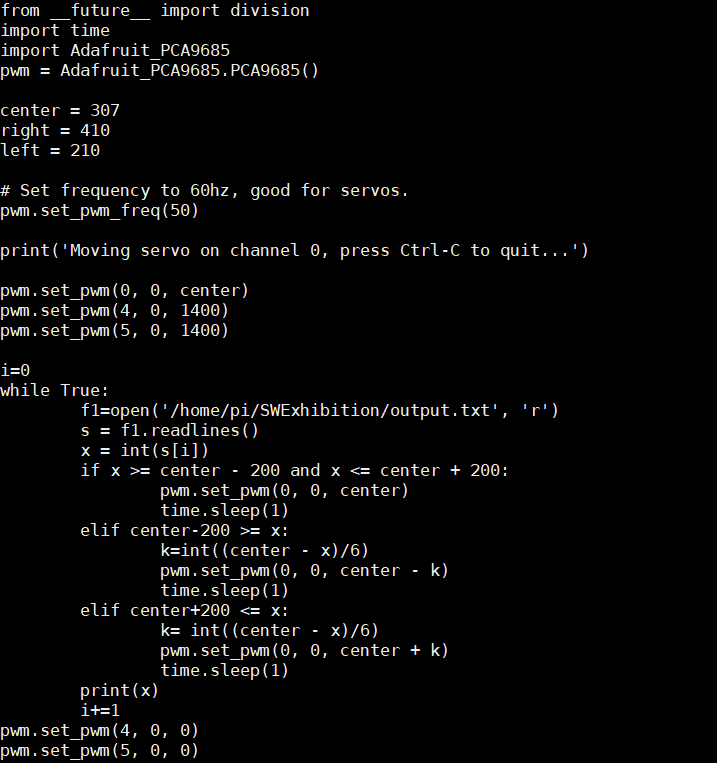 from __future__ import division
import time
import Adafruit_PCA9685
pwm = Adafruit_PCA9685.PCA9685()

center = 307
right = 410
left = 210

# Set frequency to 60hz, good for servos.
pwm.set_pwm_freq(50)

print('Moving servo on channel 0, press Ctrl-C to quit...')

pwm.set_pwm(0, 0, center)
pwm.set_pwm(4, 0, 1400)
pwm.set_pwm(5, 0, 1400)

i=0
while True:
        f1=open('/home/pi/SWExhibition/output.txt', 'r')
        s = f1.readlines()
        x = int(s[i])
        if x >= center - 200 and x <= center + 200:
                pwm.set_pwm(0, 0, center)
                time.sleep(1)
        elif center-200 >= x:
                k=int((center - x)/6)
                pwm.set_pwm(0, 0, center - k)
                time.sleep(1)
        elif center+200 <= x:
                k= int((center - x)/6)
                pwm.set_pwm(0, 0, center + k)
                time.sleep(1)
        print(x)
        i+=1
pwm.set_pwm(4, 0, 0)
pwm.set_pwm(5, 0, 0)